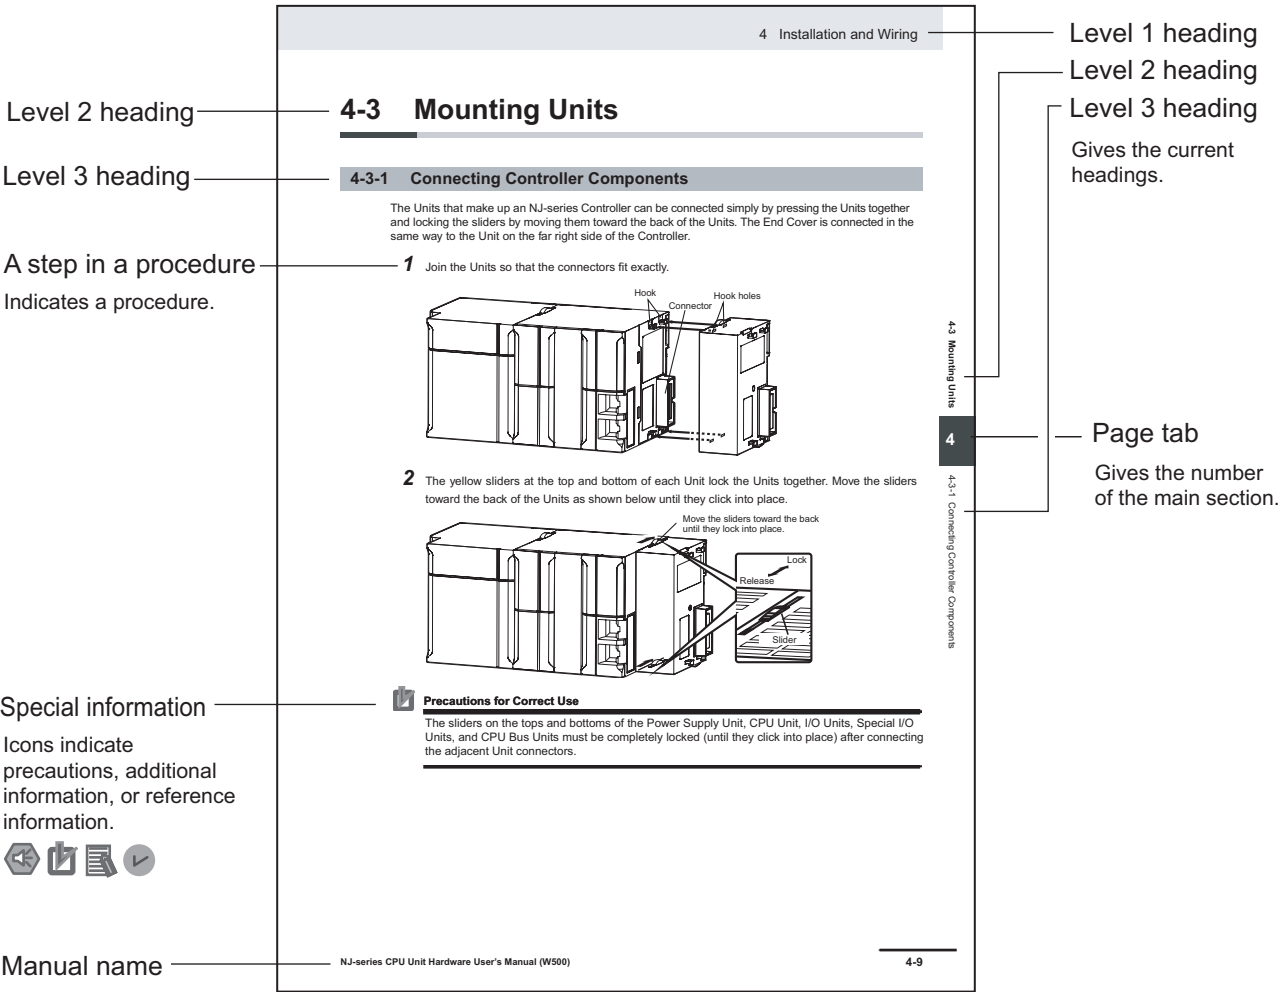 4 Installation and Wiring
Level 1 heading
Level 2 heading
Level 3 heading
Gives the current
headings.
Level 2 heading
4-3 Mounting Units
Level 3 heading
4-3-1 Connecting Controller Components
The Units that make up an NJ-series Controller can be connected simply by pressing the Units together
and locking the sliders by moving them toward the back of the Units. The End Cover is connected in the
same way to the Unit on the far right side of the Controller.
A step in a procedure
Indicates a procedure.
1 Join the Units so that the connectors fit exactly.
Hook
Connector
Hook holes
4-3 Mounting Units
4
Page tab
Gives the number
of the main section.
4-3-1 Connecting Controller Components
2 The yellow sliders at the top and bottom of each Unit lock the Units together. Move the sliders
toward the back of the Units as shown below until they click into place.
Move the sliders toward the back
until they lock into place.
Lock
Release
Slider
Special information
Icons indicate
precautions, additional
information, or reference
information.
Precautions for Correct Use
The sliders on the tops and bottoms of the Power Supply Unit, CPU Unit, I/O Units, Special I/O
Units, and CPU Bus Units must be completely locked (until they click into place) after connecting
the adjacent Unit connectors.
Manual name
NJ-series CPU Unit Hardware User's Manual (W500)
4-9